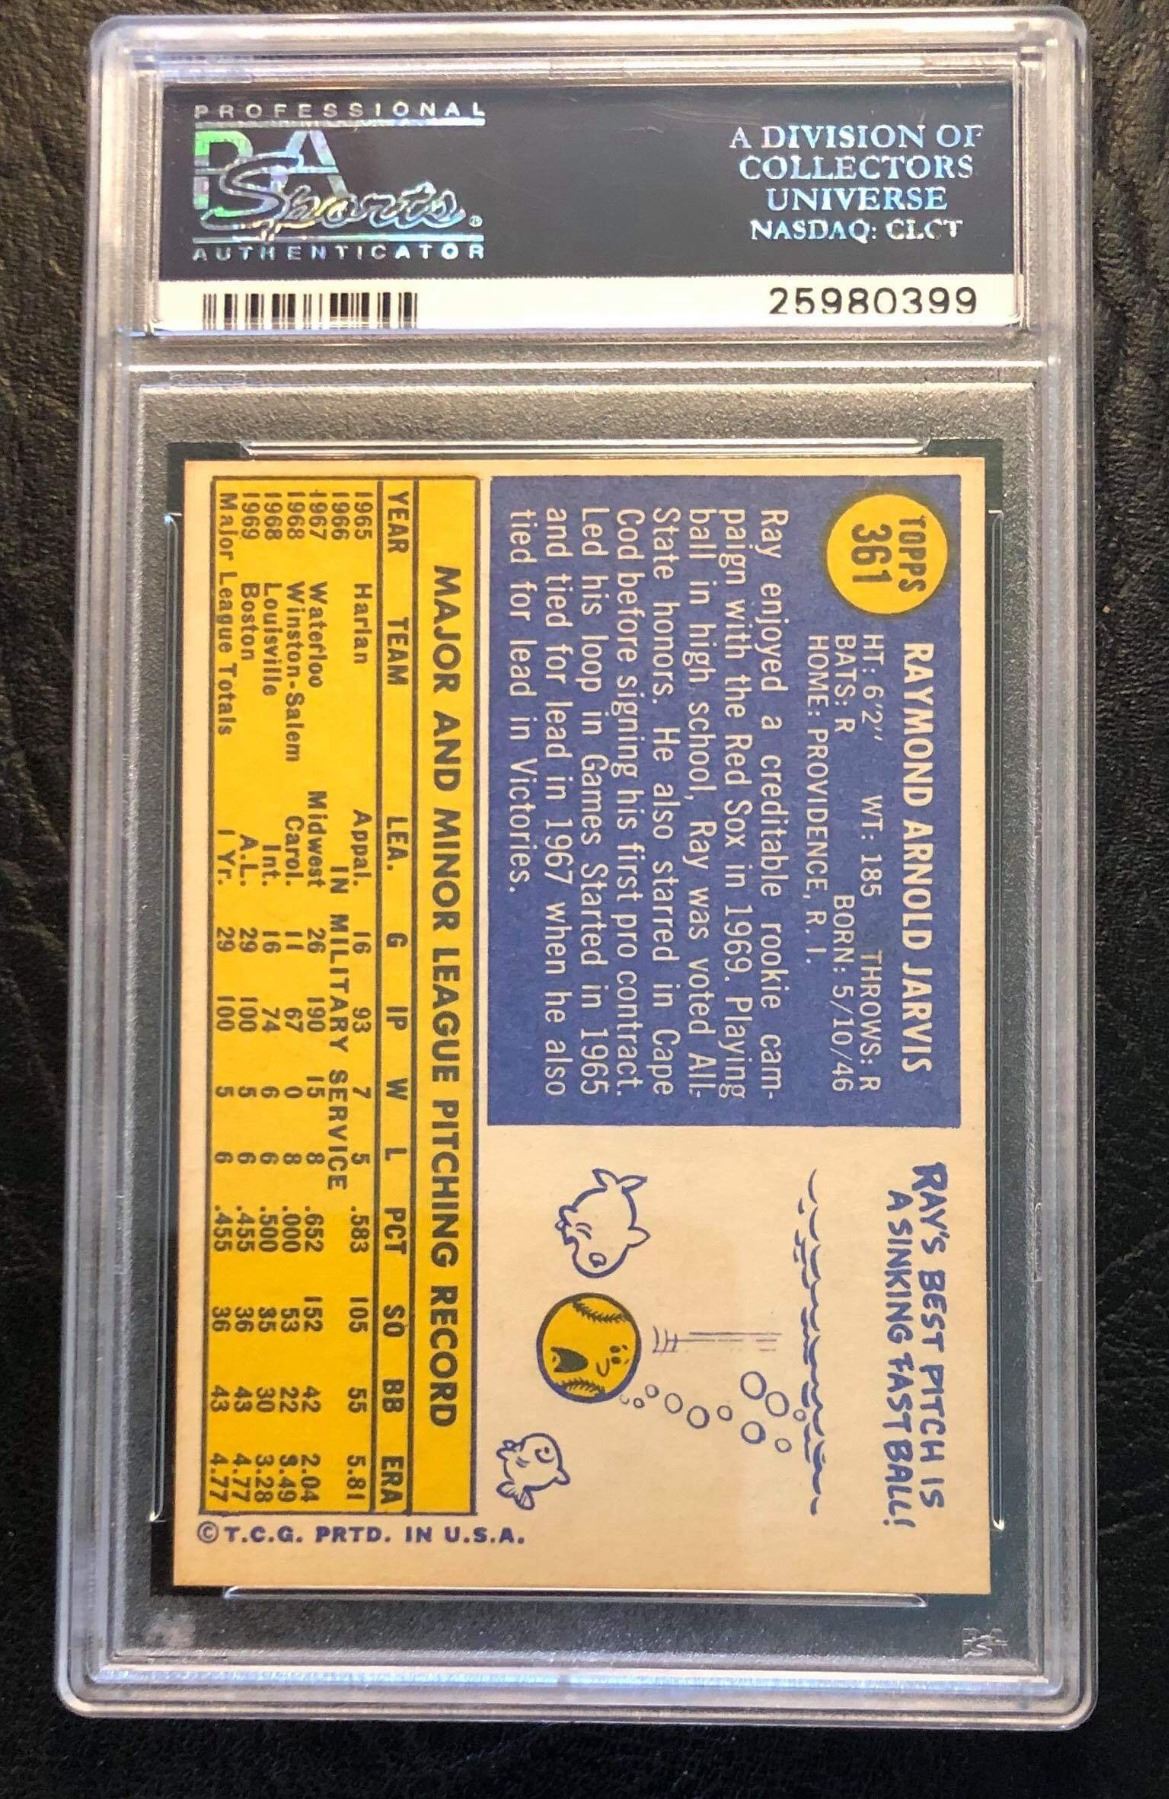 PROFESSIONAL
PSA
Sports®
AUTHENTICATOR
A DIVISION OF
COLLECTORS
UNIVERSE
NASDAQ: CLCT
25980399
TOPPS
361
RAYMOND ARNOLD JARVIS
HT: 6'2" WT: 185 THROWS: R
BATS: R BORN: 5/10/46
HOME: PROVIDENCE, R. I.
Ray enjoyed a creditable rookie cam-
paign with the Red Sox in 1969. Playing
ball in high school, Ray was voted All-
State honors. He also starred in Cape
Cod before signing his first pro contract.
Led his loop in Games Started in 1965
and tied for lead in 1967 when he also
tied for lead in Victories.
RAY'S BEST PITCH IS
A SINKING FAST BALL!
MAJOR AND MINOR LEAGUE PITCHING RECORD
YEAR TEAM LEA. G IP W L PCT SO BB ERA
1965 Harlan Appal. 16 93 7 5 .583 105 55 5.81
1966 IN MILITARY SERVICE
1967 Waterloo Midwest 26 190 15 8 .652 152 42 2.04
1968 Winston-Salem Carol. 11 67 0 8 .000 53 22 3.49
1968 Louisville Int. 16 74 6 6 .500 35 30 3.28
1969 Boston A.L. 29 100 5 6 .455 36 43 4.77
Major League Totals 1 Yr. 29 100 5 6 .455 36 43 4.77
© T.C.G. PRTD. IN U.S.A.
PSA